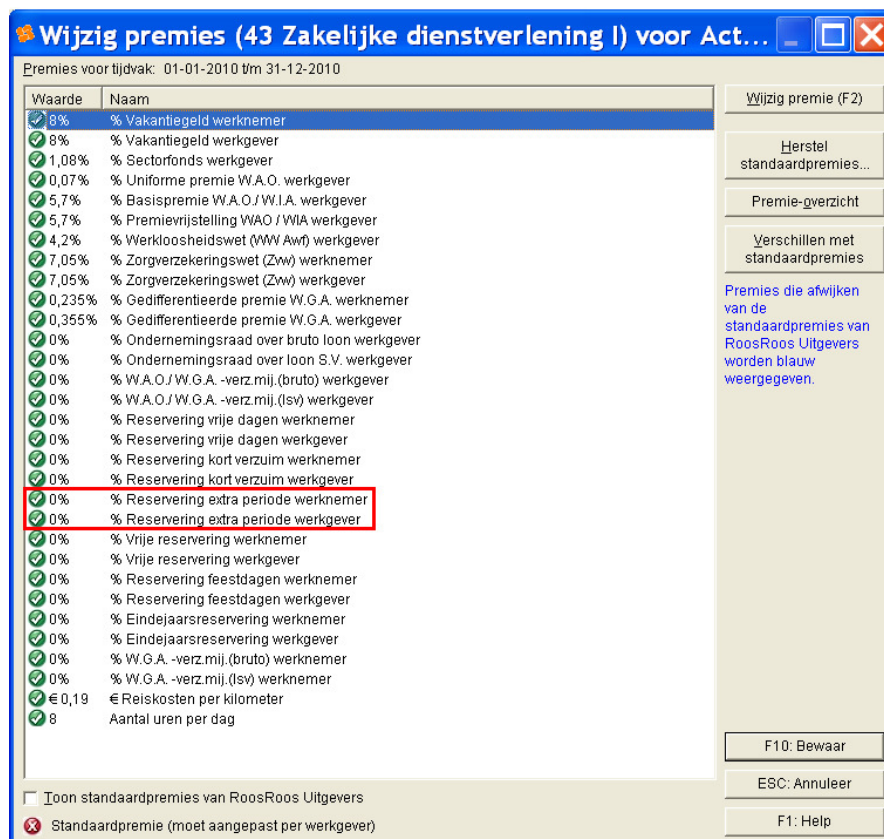 Wijzig premies (43 Zakelijke dienstverlening I) voor Act...
Premies voor tijdvak: 01-01-2010 t/m 31-12-2010
Waarde Naam
8% % Vakantiegeld werknemer
8% % Vakantiegeld werkgever
1,08% % Sectorfonds werkgever
0,07% % Uniforme premie W.A.O. werkgever
5,7% % Basispremie W.A.O./ W.I.A. werkgever
5,7% % Premievrijstelling WAO / WIA werkgever
4,2% % Werkloosheidswet (WW Awf) werkgever
7,05% % Zorgverzekeringswet (Zvw) werknemer
7,05% % Zorgverzekeringswet (Zvw) werkgever
0,235% % Gedifferentieerde premie W.G.A. werknemer
0,355% % Gedifferentieerde premie W.G.A. werkgever
0% % Ondernemingsraad over bruto loon werkgever
0% % Ondernemingsraad over loon S.V. werkgever
0% % W.A.O./ W.G.A. -verz.mij.(bruto) werkgever
0% % W.A.O./ W.G.A. -verz.mij.(lsv) werkgever
0% % Reservering vrije dagen werknemer
0% % Reservering vrije dagen werkgever
0% % Reservering kort verzuim werknemer
0% % Reservering kort verzuim werkgever
0% % Reservering extra periode werknemer
0% % Reservering extra periode werkgever
0% % Vrije reservering werknemer
0% % Vrije reservering werkgever
0% % Reservering feestdagen werknemer
0% % Reservering feestdagen werkgever
0% % Eindejaarsreservering werknemer
0% % Eindejaarsreservering werkgever
0% % W.G.A. -verz.mij.(bruto) werknemer
0% % W.G.A. -verz.mij.(lsv) werknemer
€ 0,19 € Reiskosten per kilometer
8 Aantal uren per dag
Toon standaardpremies van RoosRoos Uitgevers
Standaardpremie (moet aangepast per werkgever)
Wijzig premie (F2)
Herstel
standaardpremies...
Premie-overzicht
Verschillen met
standaardpremies
Premies die afwijken
van de
standaardpremies van
RoosRoos Uitgevers
worden blauw
weergegeven.
F10: Bewaar
ESC: Annuleer
F1: Help